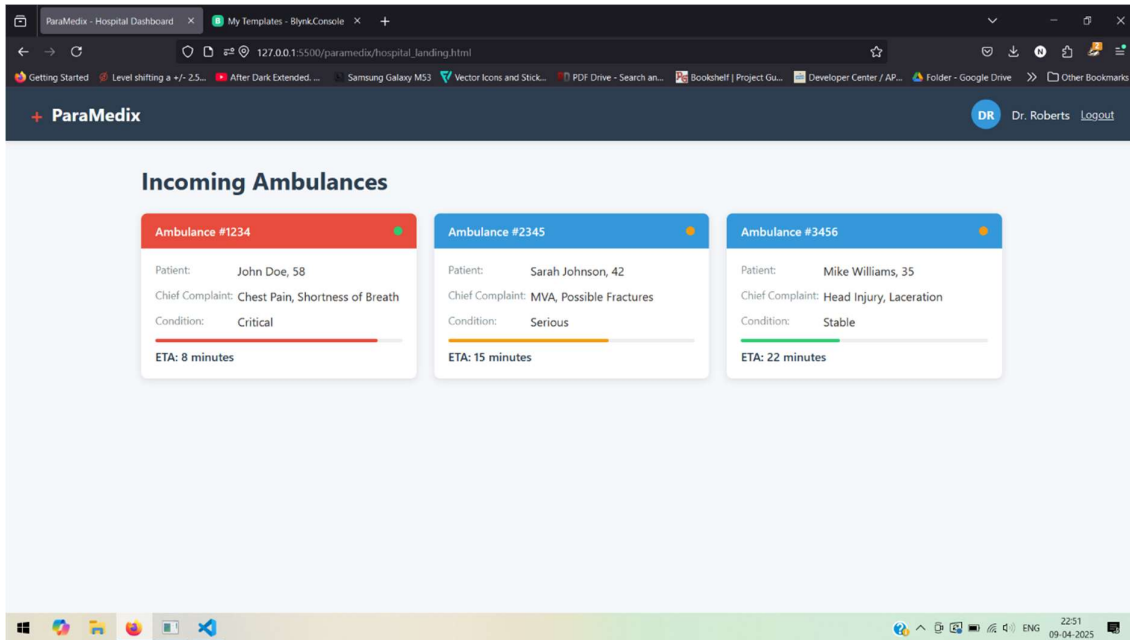 ParaMedix - Hospital Dashboard
B My Templates - Blynk.Console
127.0.0.1:5500/paramedix/hospital_landing.html
N
2
Getting Started Level shifting a +/- 2.5... After Dark Extended. ... Samsung Galaxy M53 Vector Icons and Stick... PDF Drive - Search an... Pg Bookshelf | Project Gu... Developer Center / AP... Folder - Google Drive Other Bookmarks
+ ParaMedix
DR Dr. Roberts Logout
Incoming Ambulances
Ambulance #1234
Patient: John Doe, 58
Chief Complaint: Chest Pain, Shortness of Breath
Condition: Critical
ETA: 8 minutes
Ambulance #2345
Patient: Sarah Johnson, 42
Chief Complaint: MVA, Possible Fractures
Condition: Serious
ETA: 15 minutes
Ambulance #3456
Patient: Mike Williams, 35
Chief Complaint: Head Injury, Laceration
Condition: Stable
ETA: 22 minutes
ENG
22:51
09-04-2025